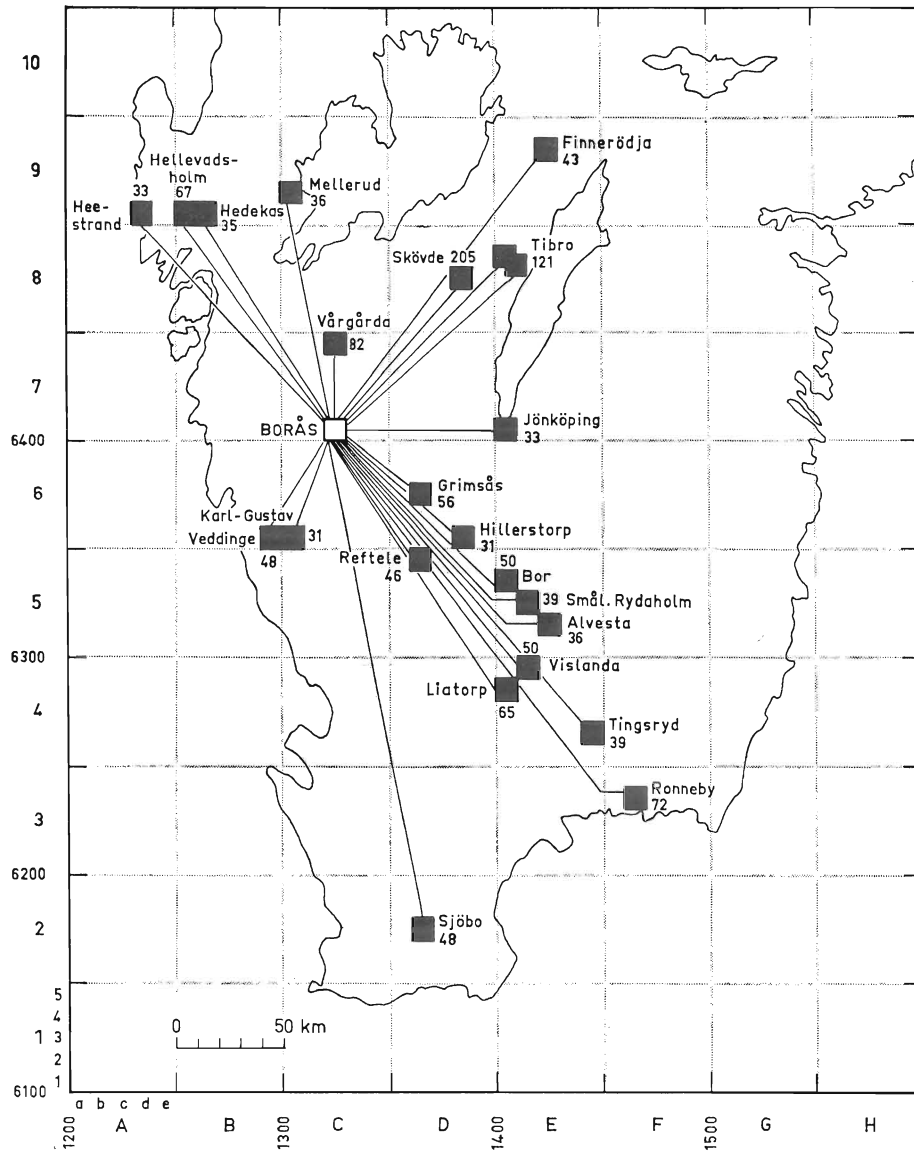 10
9
8
7
6400
6
5
6300
4
3
6200
2
5
4
1 3
2
6100 1
Finnerödja
43
Hellevads-
holm
67
33
Hee-
strand
Hedekas
35
Mellerud
36
Tibro
121
Skövde 205
Vårgårda
82
BORÅS
Jönköping
33
Grimsås
56
Karl-Gustav
31
Veddinge
48
Hillerstorp
31
Reftele
46
50
Bor
39 Smål. Rydaholm
Alvesta
36
50
Vislanda
Liatorp
65
Tingsryd
39
Ronneby
72
Sjöbo
48
0 50 km
a b c d e
A B C D E F G H
1200 1300 1400 1500